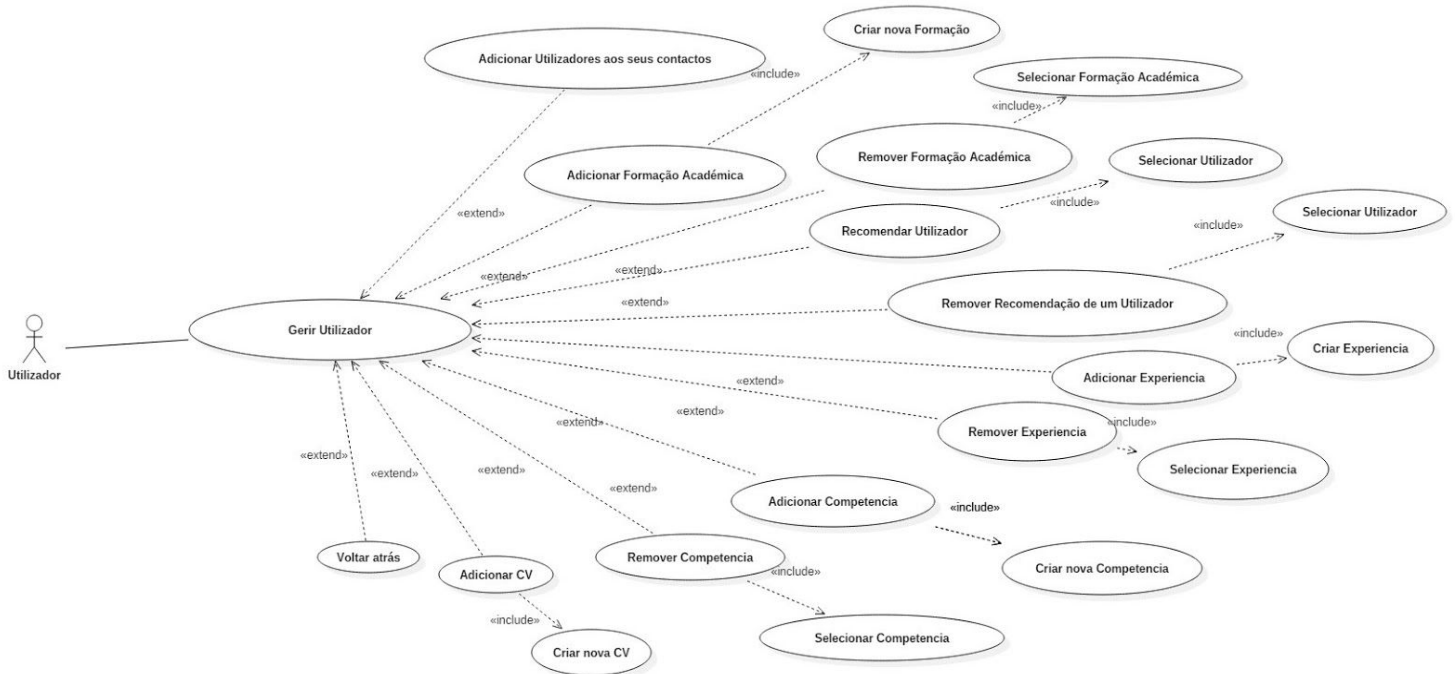 Criar nova Formação
Adicionar Utilizadores aos seus contactos
«include»
Selecionar Formação Académica
«include»
Remover Formação Académica
Selecionar Utilizador
Adicionar Formação Académica
«include»
«extend»
Recomendar Utilizador
Selecionar Utilizador
«include»
«extend»
«extend»
«extend»
Remover Recomendação de um Utilizador
Gerir Utilizador
«include»
Criar Experiencia
Utilizador
Adicionar Experiencia
«extend»
«extend»
«extend»
Remover Experiencia
«include»
«extend»
«extend»
«extend»
«extend»
Selecionar Experiencia
Adicionar Competencia
«include»
Voltar atrás
Adicionar CV
Remover Competencia
«include»
Criar nova Competencia
«include»
Selecionar Competencia
Criar nova CV